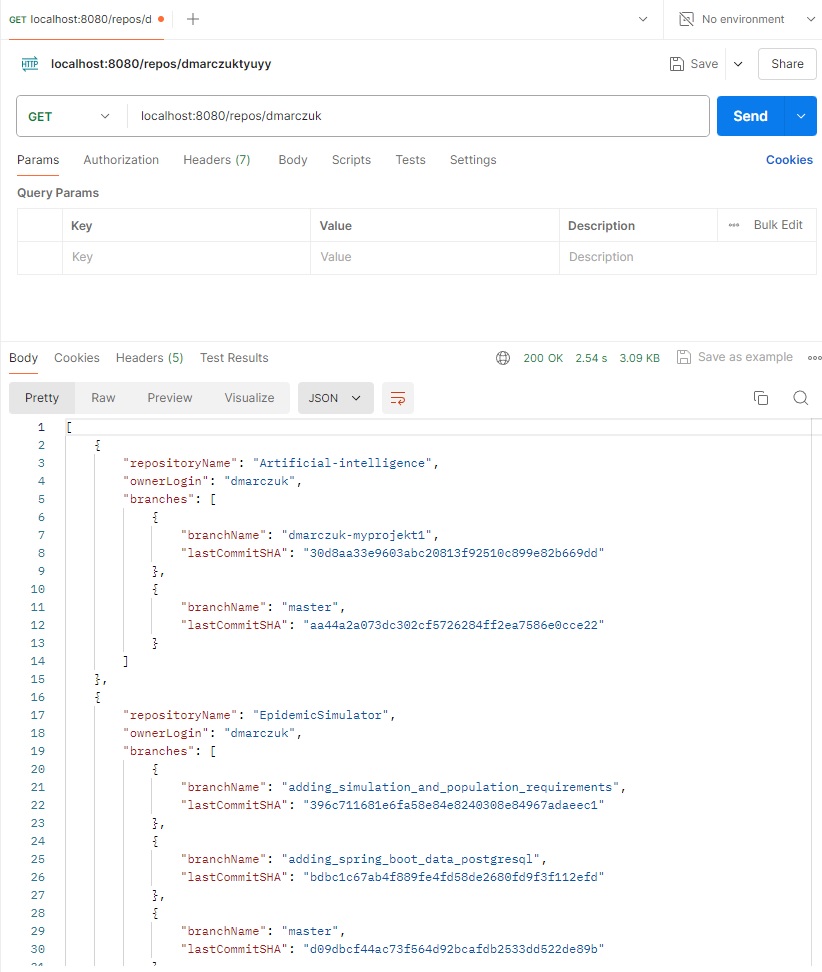 GET localhost:8080/repos/d
No environment
HTTP localhost:8080/repos/dmarczuktyuyy
Save
Share
GET
localhost:8080/repos/dmarczuk
Send
Params Authorization Headers (7) Body Scripts Tests Settings Cookies
Query Params
Key Value Description Bulk Edit
Key Value Description
Body Cookies Headers (5) Test Results 200 OK 2.54 s 3.09 KB Save as example
Pretty Raw Preview Visualize JSON
1 [
2 {
3 "repositoryName": "Artificial-intelligence",
4 "ownerLogin": "dmarczuk",
5 "branches": [
6 {
7 "branchName": "dmarczuk-myprojekt1",
8 "lastCommitSHA": "30d8aa33e9603abc20813f92510c899e82b669dd"
9 },
10 {
11 "branchName": "master",
12 "lastCommitSHA": "aa44a2a073dc302cf5726284ff2ea7586e0cce22"
13 }
14 ]
15 },
16 {
17 "repositoryName": "EpidemicSimulator",
18 "ownerLogin": "dmarczuk",
19 "branches": [
20 {
21 "branchName": "adding_simulation_and_population_requirements",
22 "lastCommitSHA": "396c711681e6fa58e84e8240308e84967adaeec1"
23 },
24 {
25 "branchName": "adding_spring_boot_data_postgresql",
26 "lastCommitSHA": "bdbc1c67ab4f889fe4fd58de2680fd9f3f112efd"
27 },
28 {
29 "branchName": "master",
30 "lastCommitSHA": "d09dbcf44ac73f564d92bcafdb2533dd522de89b"